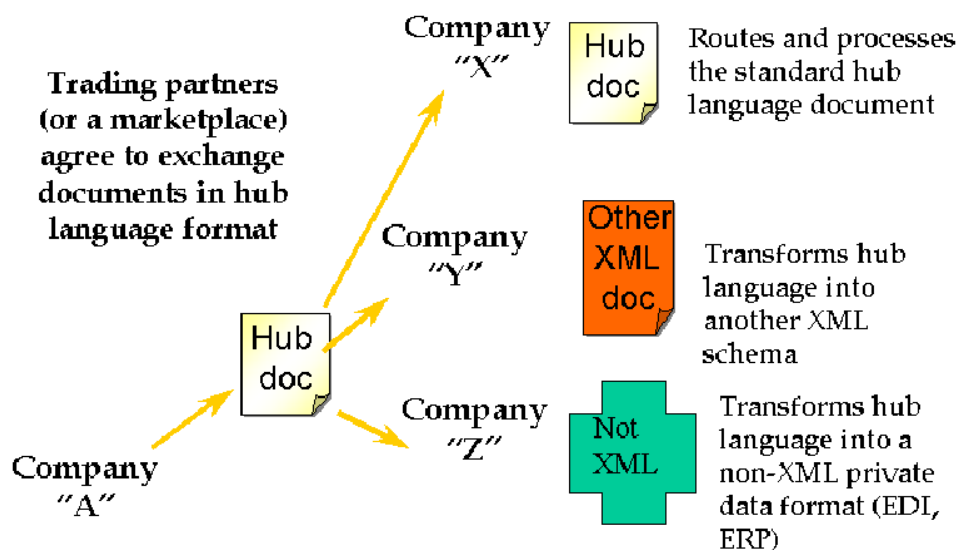 Trading partners
(or a marketplace)
agree to exchange
documents in hub
language format
Company
"X"
Hub
doc
Routes and processes
the standard hub
language document
Company
"Y"
Other
XML
doc
Transforms hub
language into
another XML
schema
Hub
doc
Company
"Z"
Not
XML
Transforms hub
language into a
non-XML private
data format (EDI,
ERP)
Company
"A"